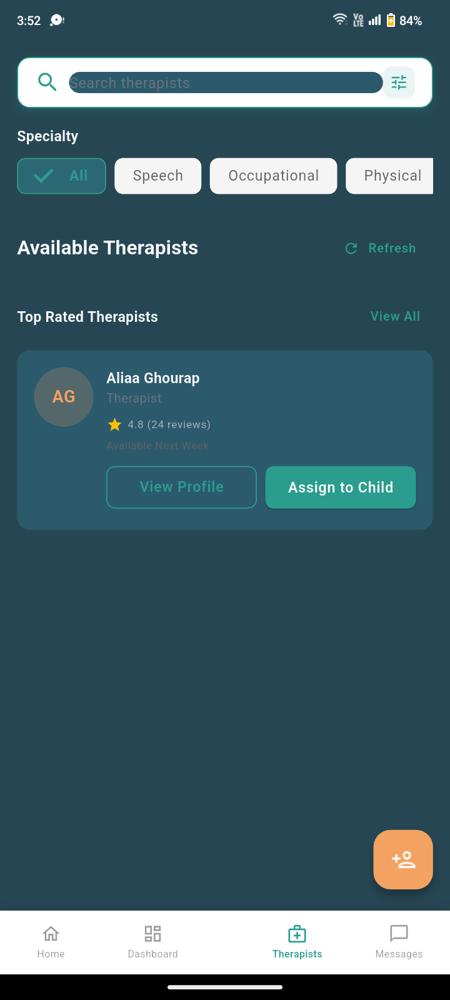 3:52
Vo LTE
84%
Search therapists
Specialty
All
Speech
Occupational
Physical
Available Therapists
Refresh
Top Rated Therapists
View All
AG
Aliaa Ghourap
Therapist
4.8 (24 reviews)
Available Next Week
View Profile
Assign to Child
Home
Dashboard
Therapists
Messages